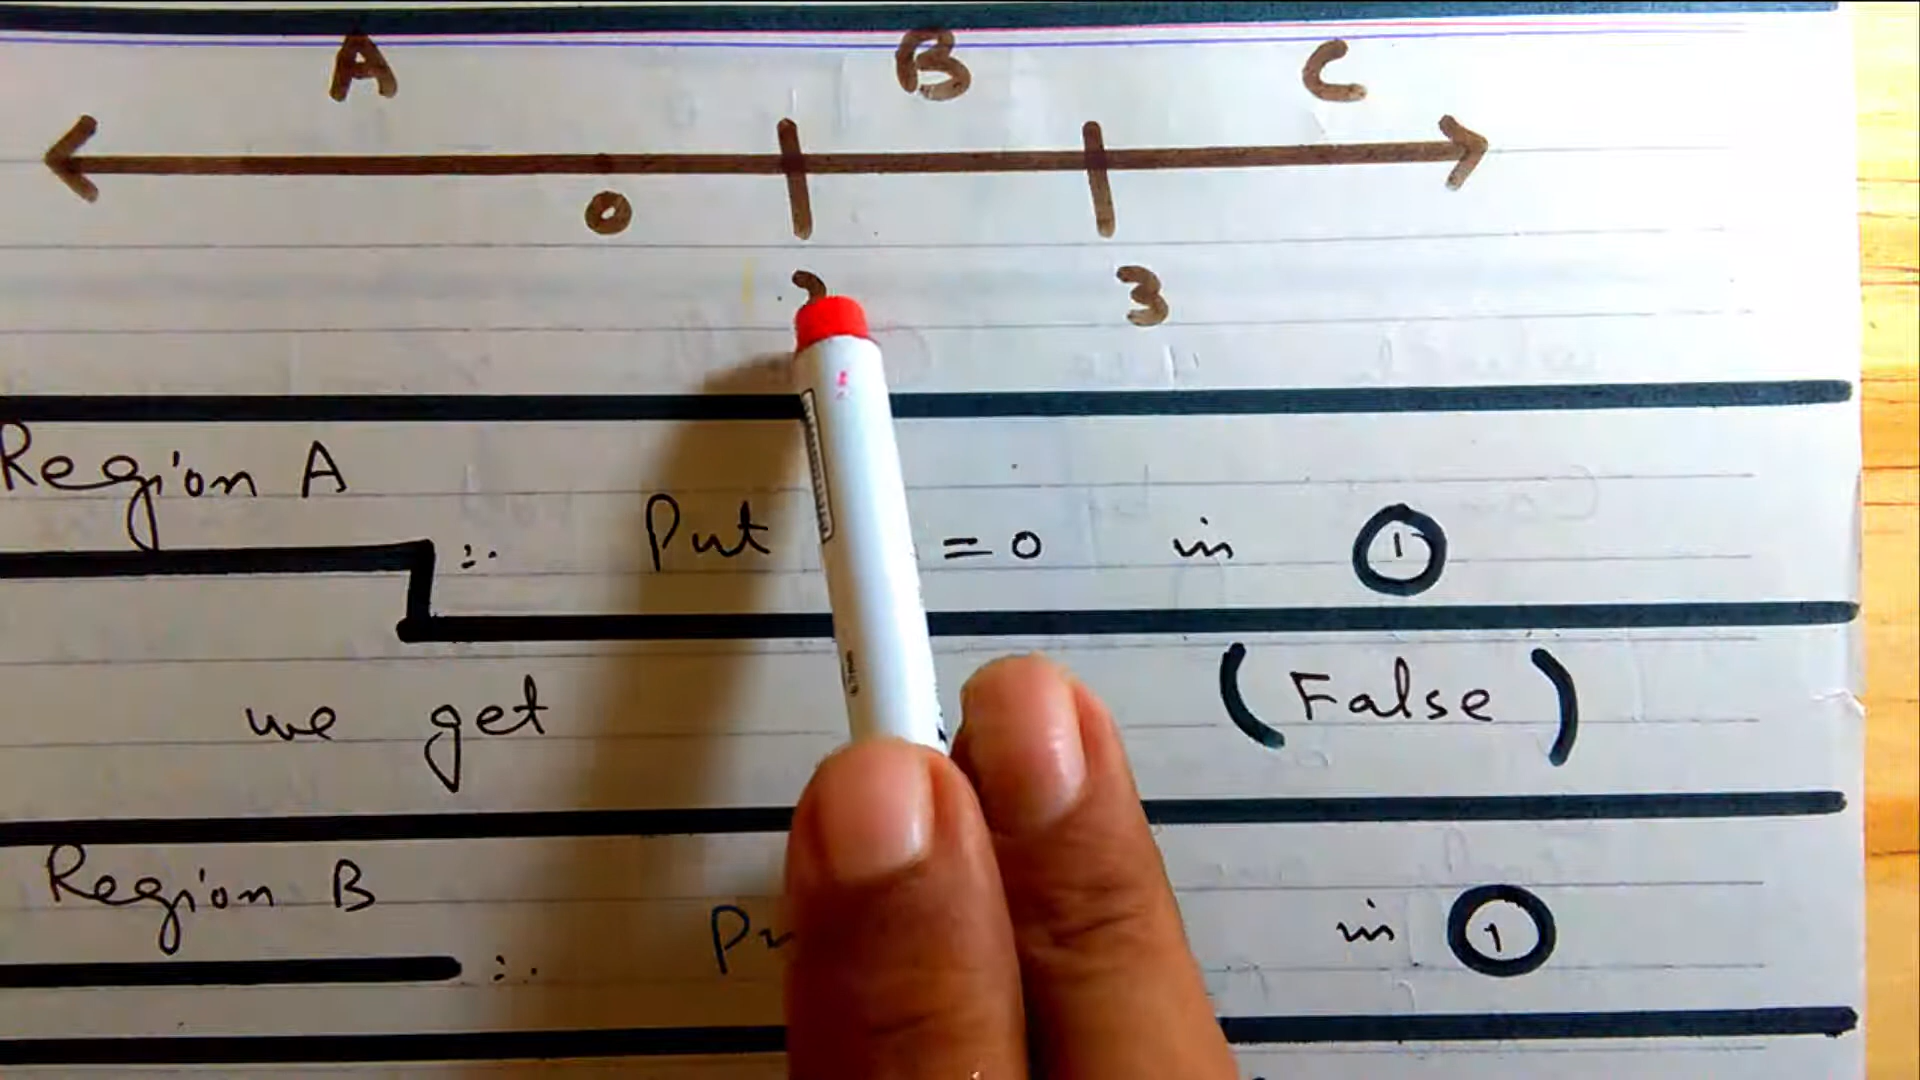 A B C
0
3
Region A
∴ Put = 0 in ①
we get (False)
Region B
∴ in ①